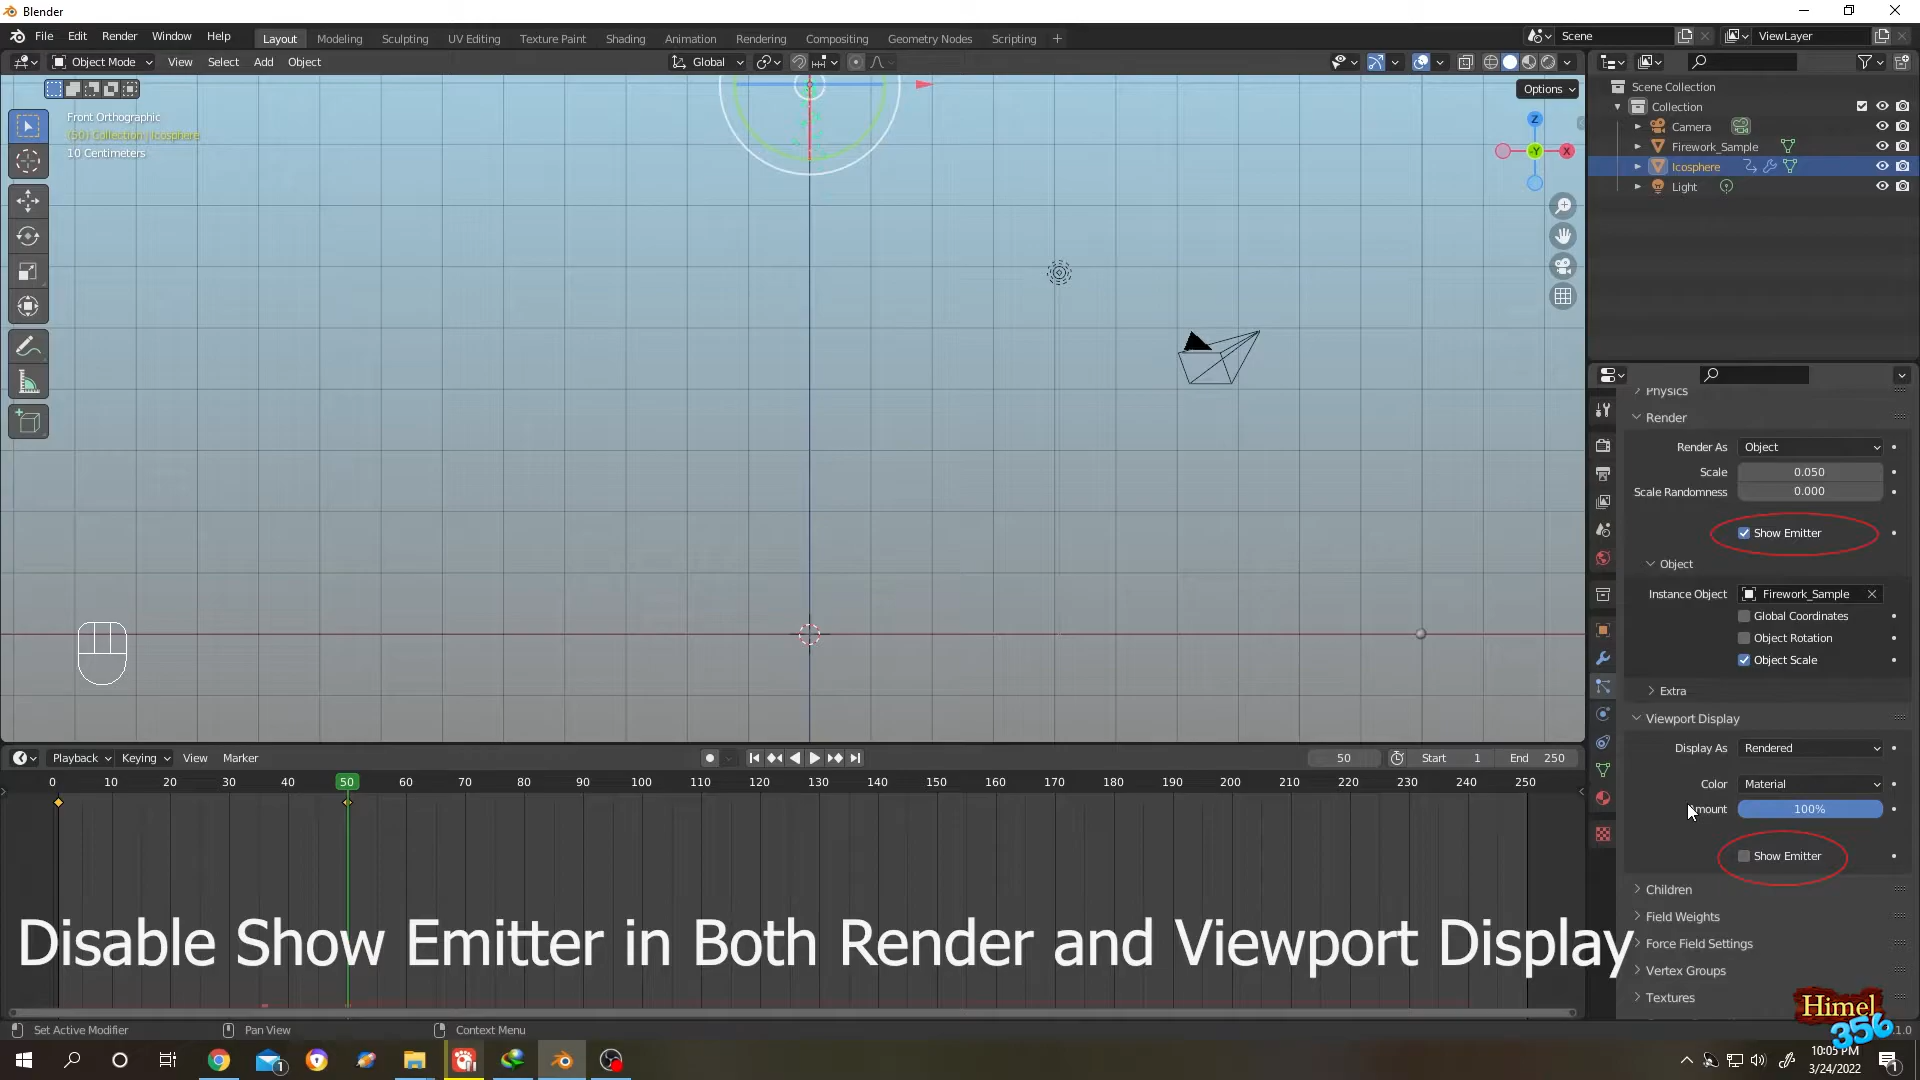 Blender
File Edit Render Window Help
Layout Modeling Sculpting UV Editing Texture Paint Shading Animation Rendering Compositing Geometry Nodes Scripting +
Scene ViewLayer
Object Mode View Select Add Object
Global
Options
Front Orthographic
(50) Collection | Icosphere
10 Centimeters
Z
-Y
X
Scene Collection
Collection
Camera
Firework_Sample
Icosphere
Light
Physics
Render
Render As Object
Scale 0.050
Scale Randomness 0.000
Show Emitter
Object
Instance Object Firework_Sample
Global Coordinates
Object Rotation
Object Scale
Extra
Viewport Display
Display As Rendered
Color Material
mount 100%
Show Emitter
Children
Field Weights
Force Field Settings
Vertex Groups
Textures
Playback Keying View Marker
50 Start 1 End 250
0 10 20 30 40 50 60 70 80 90 100 110 120 130 140 150 160 170 180 190 200 210 220 230 240 250
Disable Show Emitter in Both Render and Viewport Display
Himel
356
Set Active Modifier Pan View Context Menu
.1.0
10:05 PM
3/24/2022
1
1